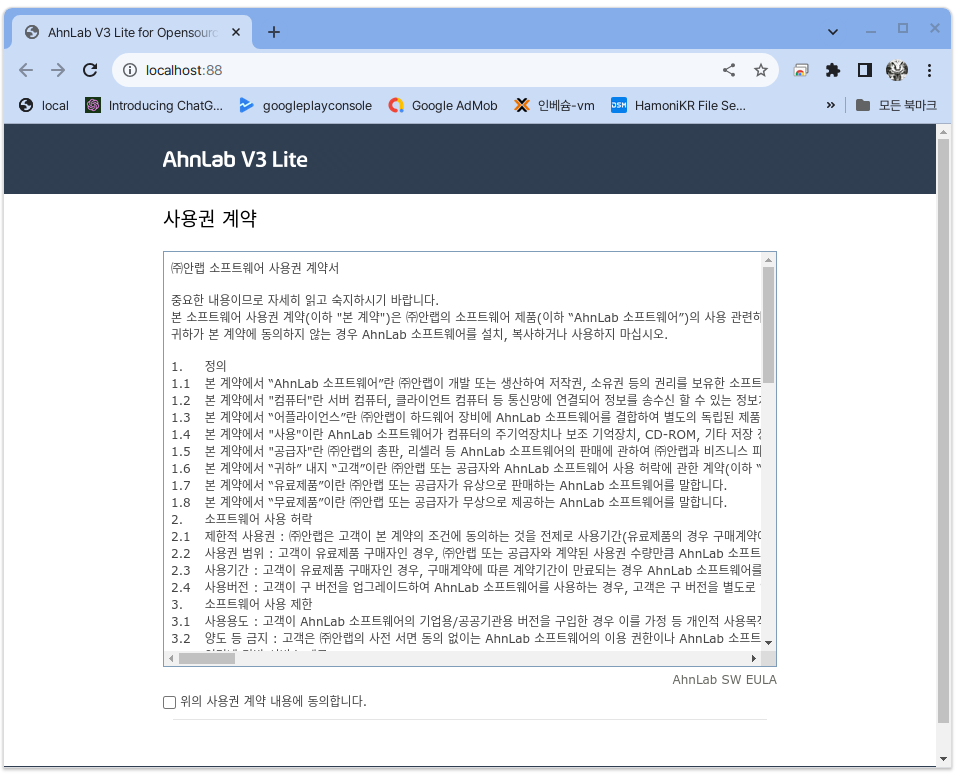 AhnLab V3 Lite for Opensourc
localhost:88
local
Introducing ChatG...
googleplayconsole
Google AdMob
인베슘-vm
DSM
HamoniKR File Se...
»
모든 북마크
AhnLab V3 Lite
사용권 계약
㈜안랩 소프트웨어 사용권 계약서
중요한 내용이므로 자세히 읽고 숙지하시기 바랍니다.
본 소프트웨어 사용권 계약(이하 "본 계약")은 ㈜안랩의 소프트웨어 제품(이하 “AhnLab 소프트웨어”)의 사용 관련하
귀하가 본 계약에 동의하지 않는 경우 AhnLab 소프트웨어를 설치, 복사하거나 사용하지 마십시오.
1. 정의
1.1 본 계약에서 “AhnLab 소프트웨어”란 ㈜안랩이 개발 또는 생산하여 저작권, 소유권 등의 권리를 보유한 소프트
1.2 본 계약에서 "컴퓨터"란 서버 컴퓨터, 클라이언트 컴퓨터 등 통신망에 연결되어 정보를 송수신 할 수 있는 정보
1.3 본 계약에서 “어플라이언스”란 ㈜안랩이 하드웨어 장비에 AhnLab 소프트웨어를 결합하여 별도의 독립된 제품
1.4 본 계약에서 "사용"이란 AhnLab 소프트웨어가 컴퓨터의 주기억장치나 보조 기억장치, CD-ROM, 기타 저장
1.5 본 계약에서 "공급자"란 ㈜안랩의 총판, 리셀러 등 AhnLab 소프트웨어의 판매에 관하여 ㈜안랩과 비즈니스 파
1.6 본 계약에서 “귀하” 내지 “고객”이란 ㈜안랩 또는 공급자와 AhnLab 소프트웨어 사용 허락에 관한 계약(이하 “
1.7 본 계약에서 “유료제품”이란 ㈜안랩 또는 공급자가 유상으로 판매하는 AhnLab 소프트웨어를 말합니다.
1.8 본 계약에서 “무료제품”이란 ㈜안랩 또는 공급자가 무상으로 제공하는 AhnLab 소프트웨어를 말합니다.
2. 소프트웨어 사용 허락
2.1 제한적 사용권 : ㈜안랩은 고객이 본 계약의 조건에 동의하는 것을 전제로 사용기간(유료제품의 경우 구매계약
2.2 사용권 범위 : 고객이 유료제품 구매자인 경우, ㈜안랩 또는 공급자와 계약된 사용권 수량만큼 AhnLab 소프트
2.3 사용기간 : 고객이 유료제품 구매자인 경우, 구매계약에 따른 계약기간이 만료되는 경우 AhnLab 소프트웨어를
2.4 사용버전 : 고객이 구 버전을 업그레이드하여 AhnLab 소프트웨어를 사용하는 경우, 고객은 구 버전을 별도로
3. 소프트웨어 사용 제한
3.1 사용용도 : 고객이 AhnLab 소프트웨어의 기업용/공공기관용 버전을 구입한 경우 이를 가정 등 개인적 사용목적
3.2 양도 등 금지 : 고객은 ㈜안랩의 사전 서면 동의 없이는 AhnLab 소프트웨어의 이용 권한이나 AhnLab 소프트
AhnLab SW EULA
위의 사용권 계약 내용에 동의합니다.